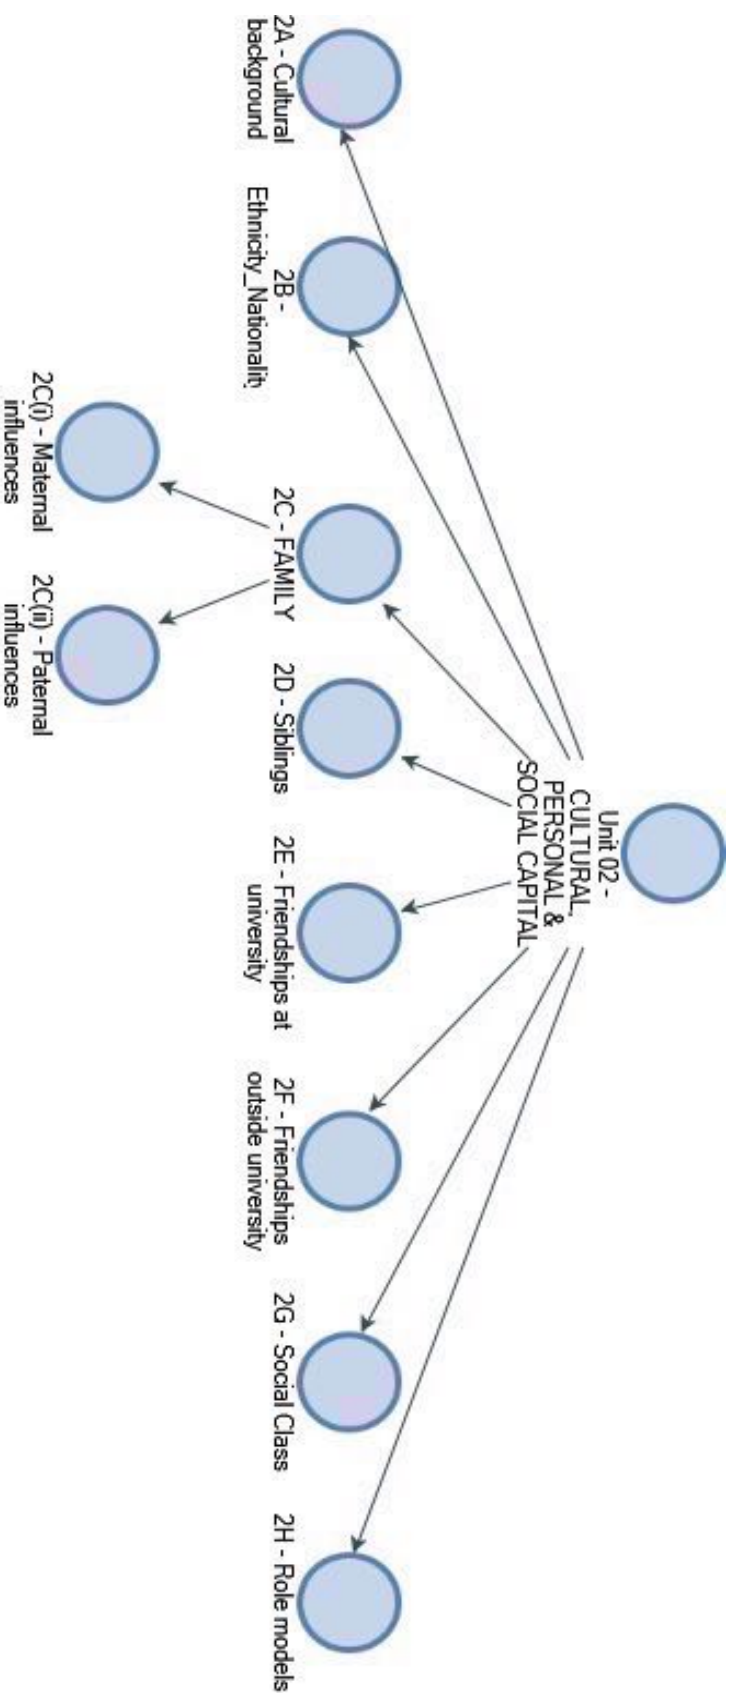 Unit 02 -
CULTURAL,
PERSONAL &
SOCIAL CAPITAL
2A - Cultural
background
2B -
Ethnicity_Nationalit
2C - FAMILY
2D - Siblings
2E - Friendships at
university
2F - Friendships
outside university
2G - Social Class
2H - Role models
2C(i) - Maternal
influences
2C(ii) - Paternal
influences